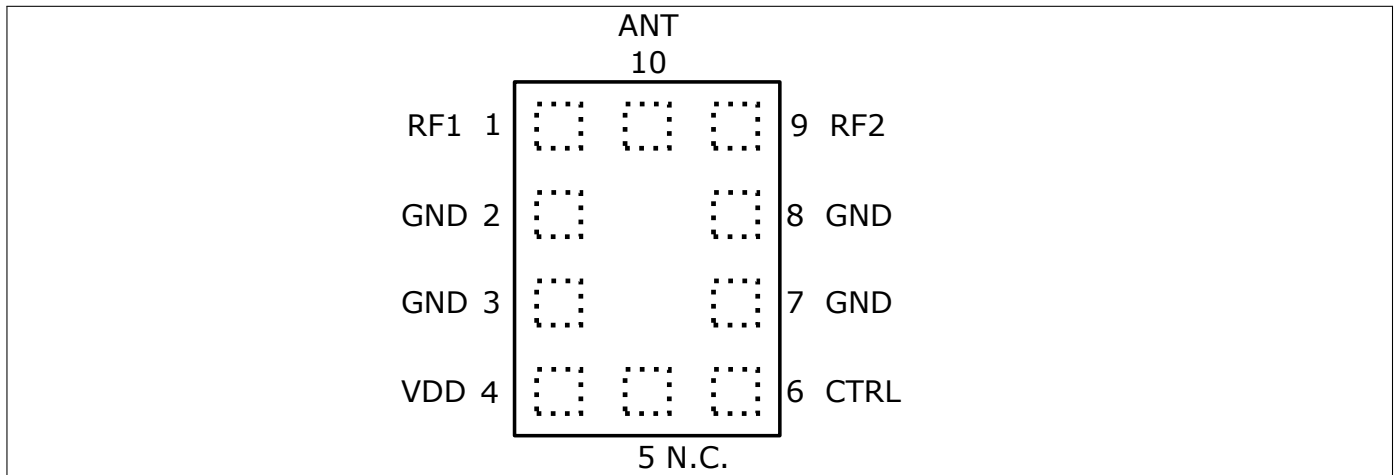 ANT
10
RF1 1
9 RF2
GND 2
8 GND
GND 3
7 GND
VDD 4
6 CTRL
5 N.C.